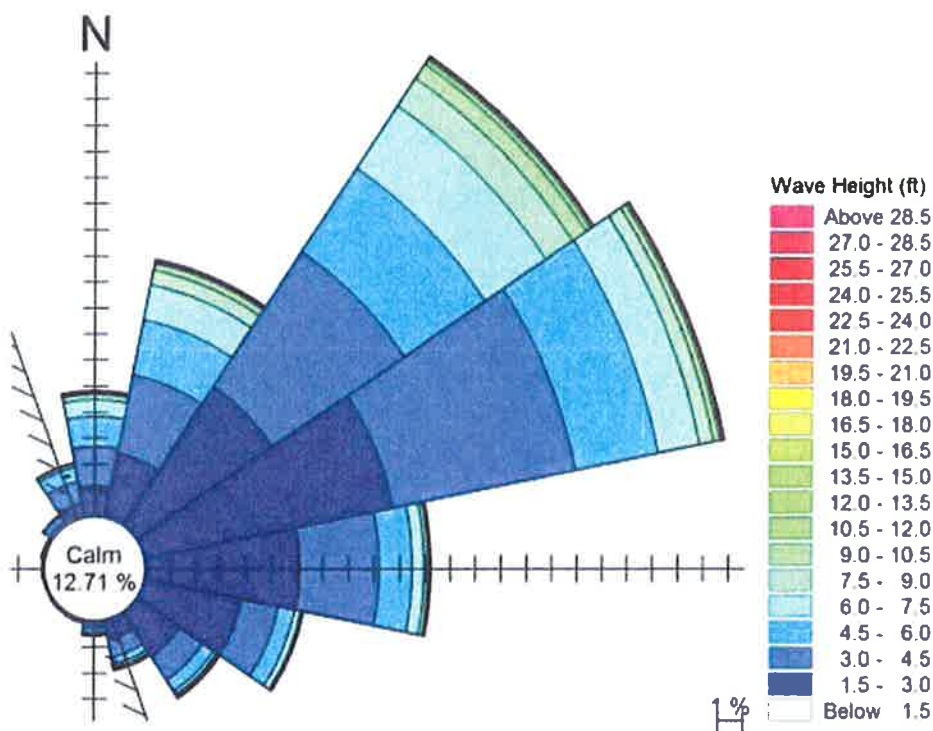 N
Calm
12.71 %
Wave Height (ft)
Above 28.5
27.0 - 28.5
25.5 - 27.0
24.0 - 25.5
22.5 - 24.0
21.0 - 22.5
19.5 - 21.0
18.0 - 19.5
16.5 - 18.0
15.0 - 16.5
13.5 - 15.0
12.0 - 13.5
10.5 - 12.0
9.0 - 10.5
7.5 - 9.0
6.0 - 7.5
4.5 - 6.0
3.0 - 4.5
1.5 - 3.0
Below 1.5
1 %